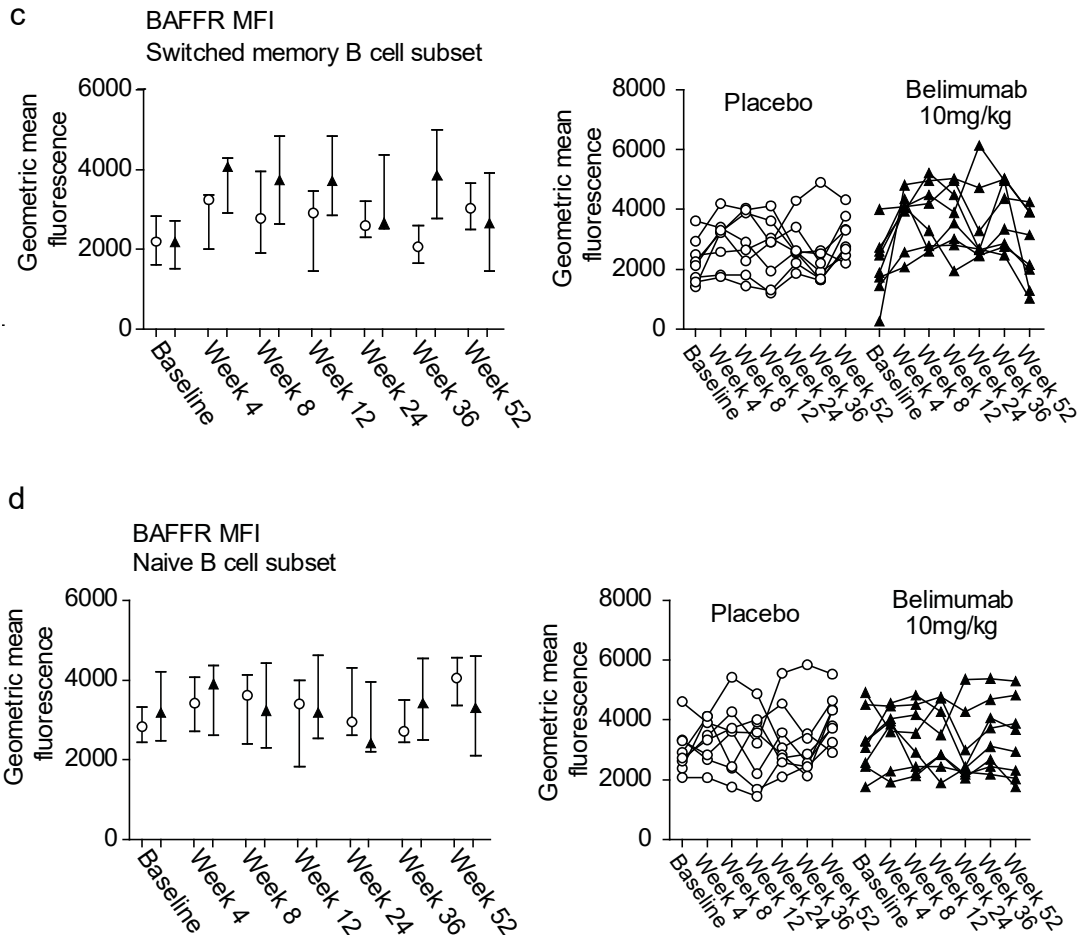 c
BAFFR MFI
Switched memory B cell subset
Geometric mean
fluorescence
6000
4000
2000
0
Baseline
Week 4
Week 8
Week 12
Week 24
Week 36
Week 52
Geometric mean
fluorescence
8000
6000
4000
2000
0
Placebo
Belimumab
10mg/kg
Baseline
Week 4
Week 8
Week 12
Week 24
Week 36
Week 52
Baseline
Week 4
Week 8
Week 12
Week 24
Week 36
Week 52
d
BAFFR MFI
Naive B cell subset
Geometric mean
fluorescence
6000
4000
2000
0
Baseline
Week 4
Week 8
Week 12
Week 24
Week 36
Week 52
Geometric mean
fluorescence
8000
6000
4000
2000
0
Placebo
Belimumab
10mg/kg
Baseline
Week 4
Week 8
Week 12
Week 24
Week 36
Week 52
Baseline
Week 4
Week 8
Week 12
Week 24
Week 36
Week 52